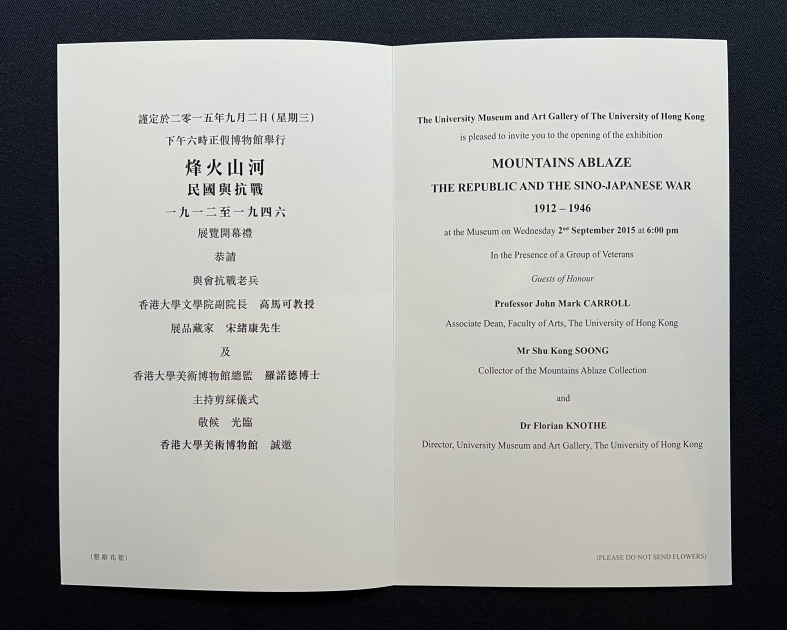 謹定於二零一五年九月二日(星期三)
下午六時正假博物館舉行
烽火山河
民國與抗戰
一九一二至一九四六
展覽開幕禮
恭請
與會抗戰老兵
香港大學文學院副院長 高馬可教授
展品藏家 宋緒康先生
及
香港大學美術博物館總監 羅諾德博士
主持剪綵儀式
敬候 光臨
香港大學美術博物館 誠邀
(懇辭花籃)
The University Museum and Art Gallery of The University of Hong Kong
is pleased to invite you to the opening of the exhibition
MOUNTAINS ABLAZE
THE REPUBLIC AND THE SINO-JAPANESE WAR
1912 – 1946
at the Museum on Wednesday 2nd September 2015 at 6:00 pm
In the Presence of a Group of Veterans
Guests of Honour
Professor John Mark CARROLL
Associate Dean, Faculty of Arts, The University of Hong Kong
Mr Shu Kong SOONG
Collector of the Mountains Ablaze Collection
and
Dr Florian KNOTHE
Director, University Museum and Art Gallery, The University of Hong Kong
(PLEASE DO NOT SEND FLOWERS)